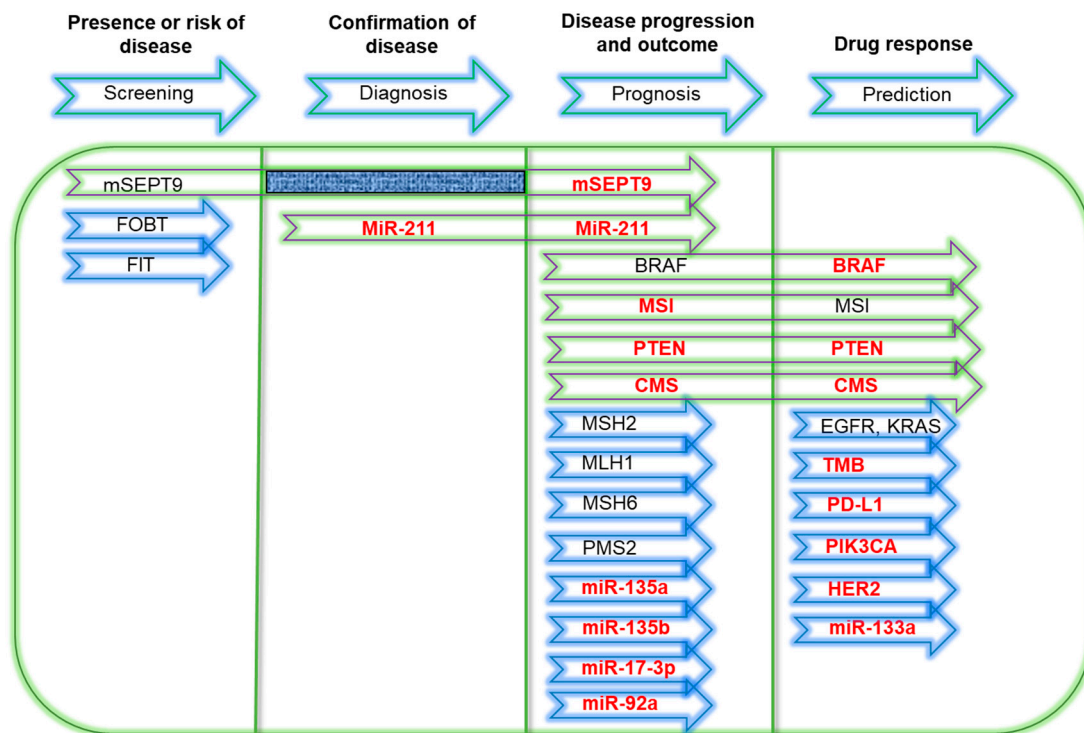 Presence or risk of
disease
Confirmation of
disease
Disease progression
and outcome
Drug response
Screening
Diagnosis
Prognosis
Prediction
mSEPT9
mSEPT9
FOBT
MiR-211
MiR-211
FIT
BRAF
BRAF
MSI
MSI
PTEN
PTEN
CMS
CMS
MSH2
EGFR, KRAS
MLH1
TMB
MSH6
PD-L1
PMS2
PIK3CA
miR-135a
HER2
miR-135b
miR-133a
miR-17-3p
miR-92a